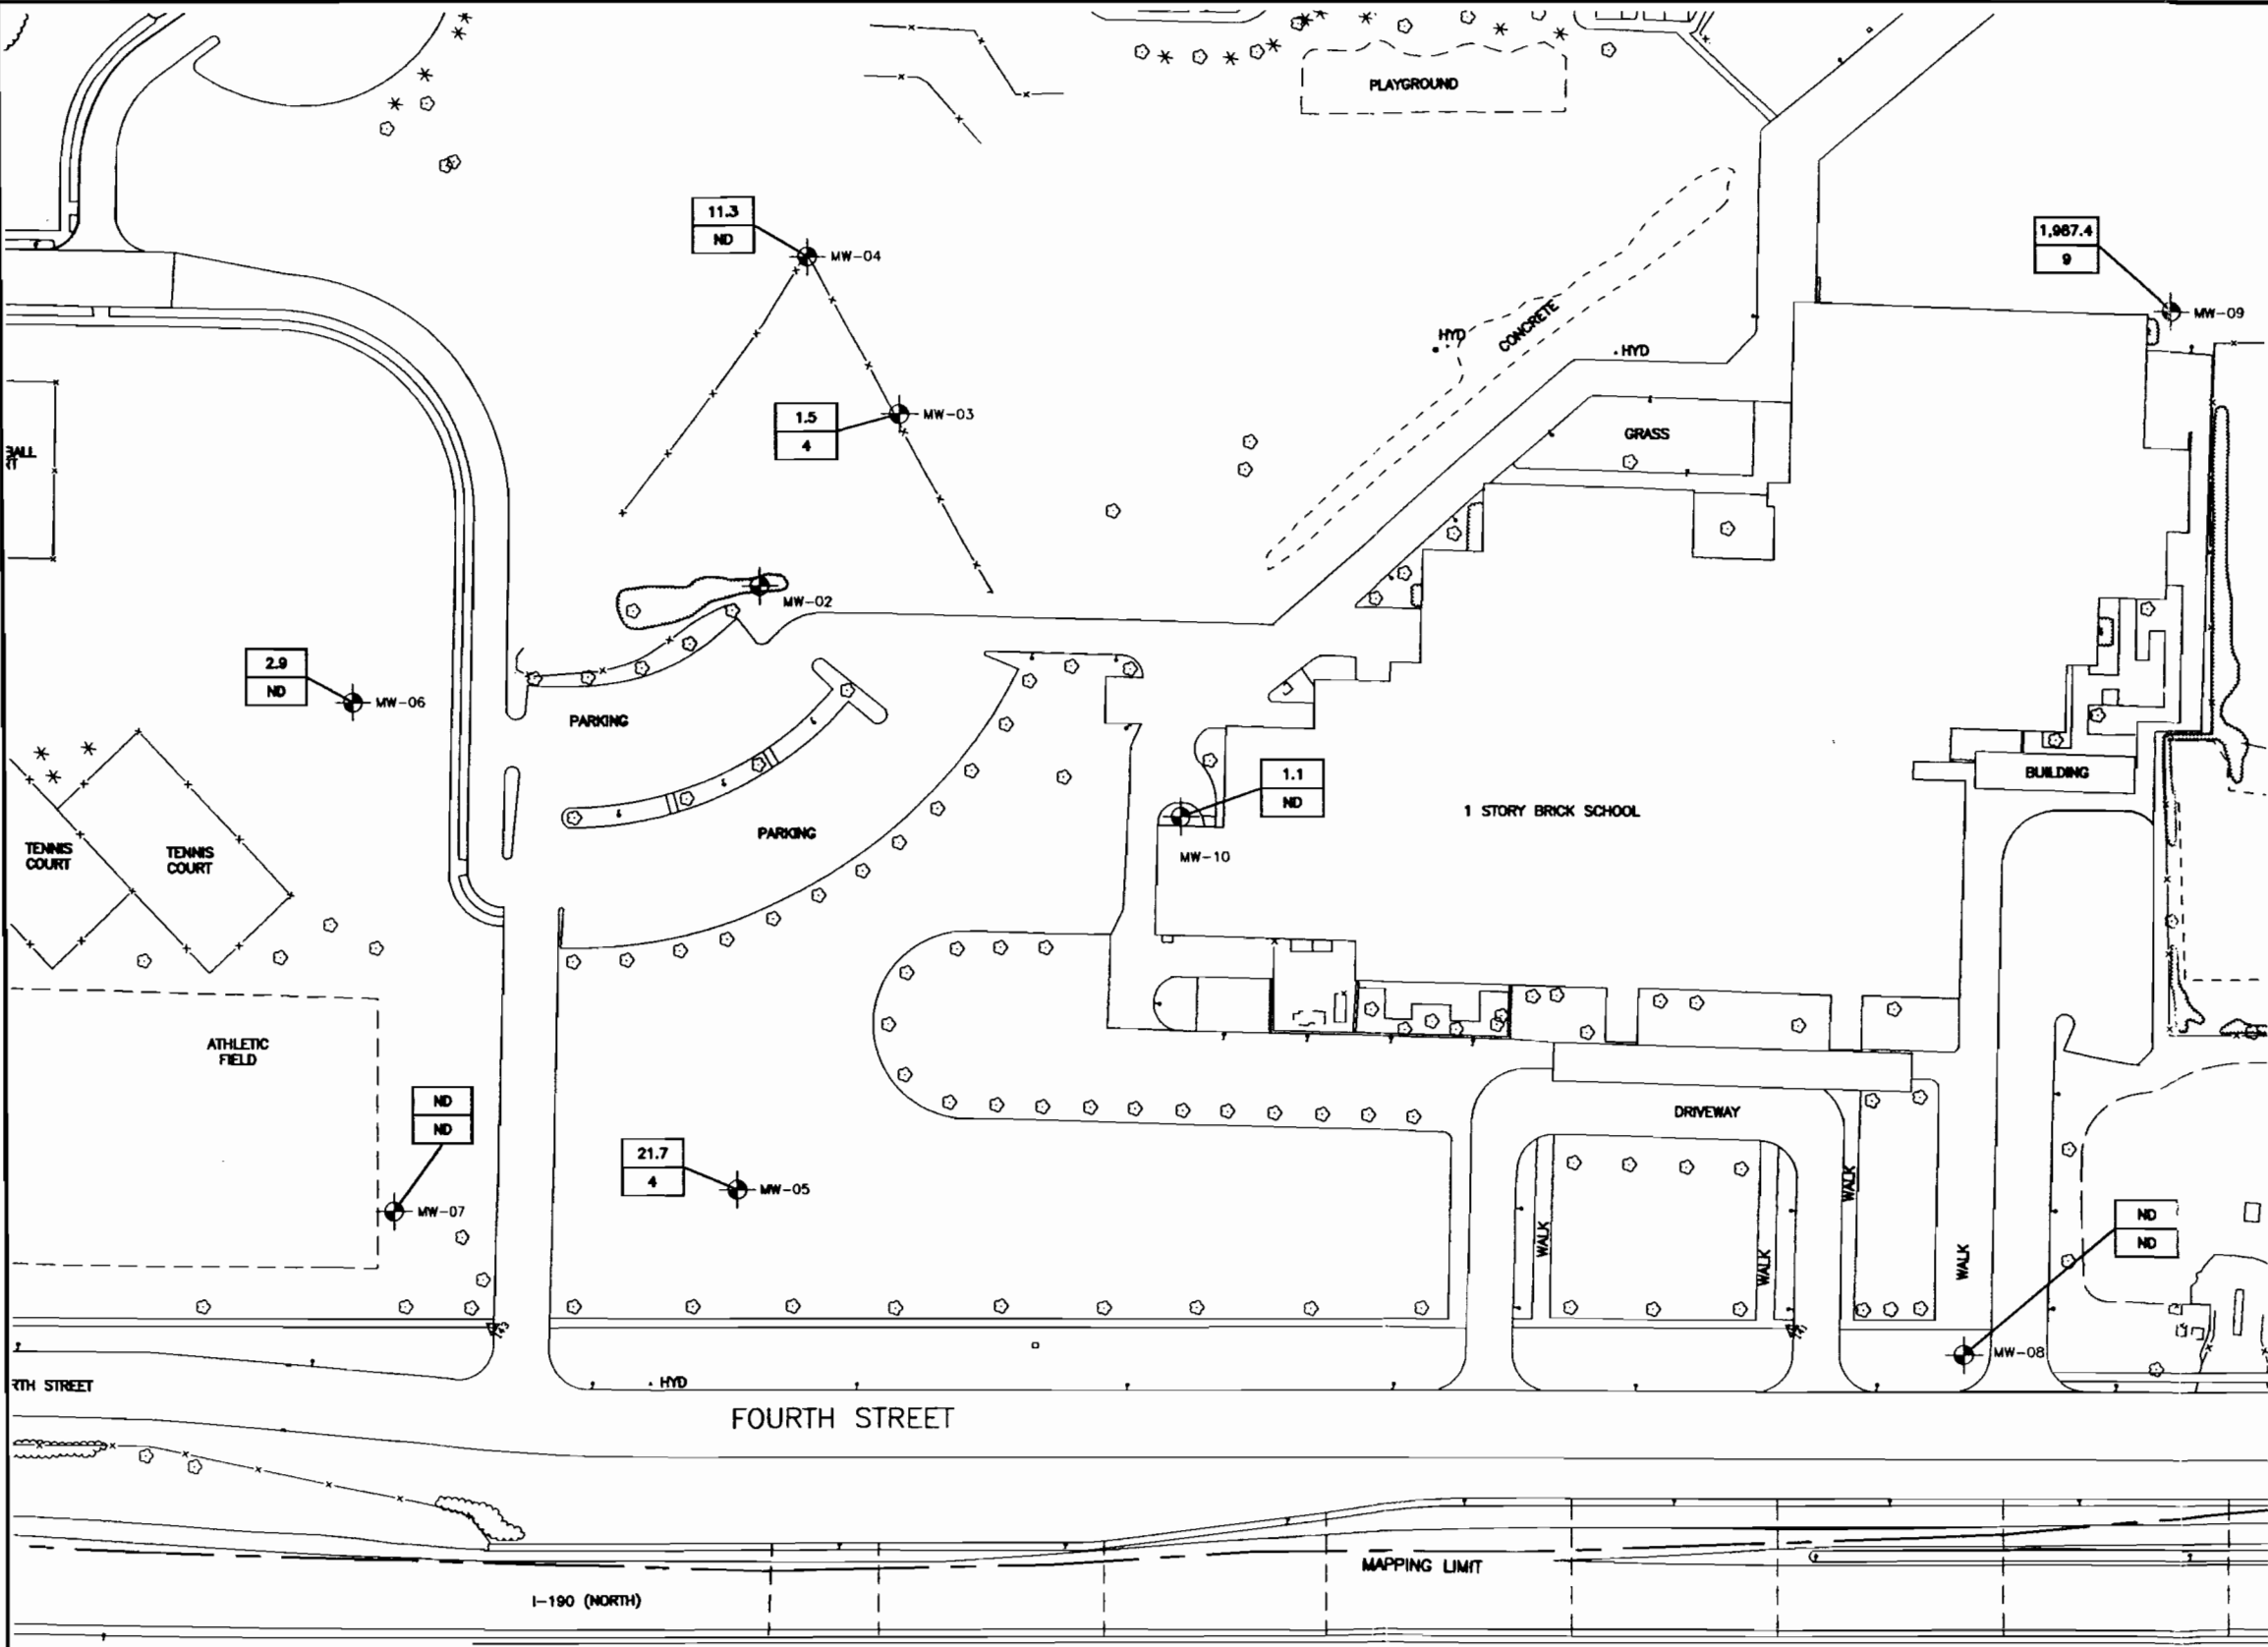 PLAYGROUND
11.3
ND
MW-04
1,987.4
9
MW-09
CONCRETE
HYD
HYD
1.5
4
MW-03
GRASS
MW-02
2.9
ND
MW-06
PARKING
1.1
ND
MW-10
BUILDING
1 STORY BRICK SCHOOL
PARKING
TENNIS
COURT
TENNIS
COURT
ATHLETIC
FIELD
ND
ND
MW-07
21.7
4
MW-05
DRIVEWAY
WALK
WALK
WALK
WALK
ND
ND
MW-08
RTH STREET
HYD
FOURTH STREET
MAPPING LIMIT
I-190 (NORTH)